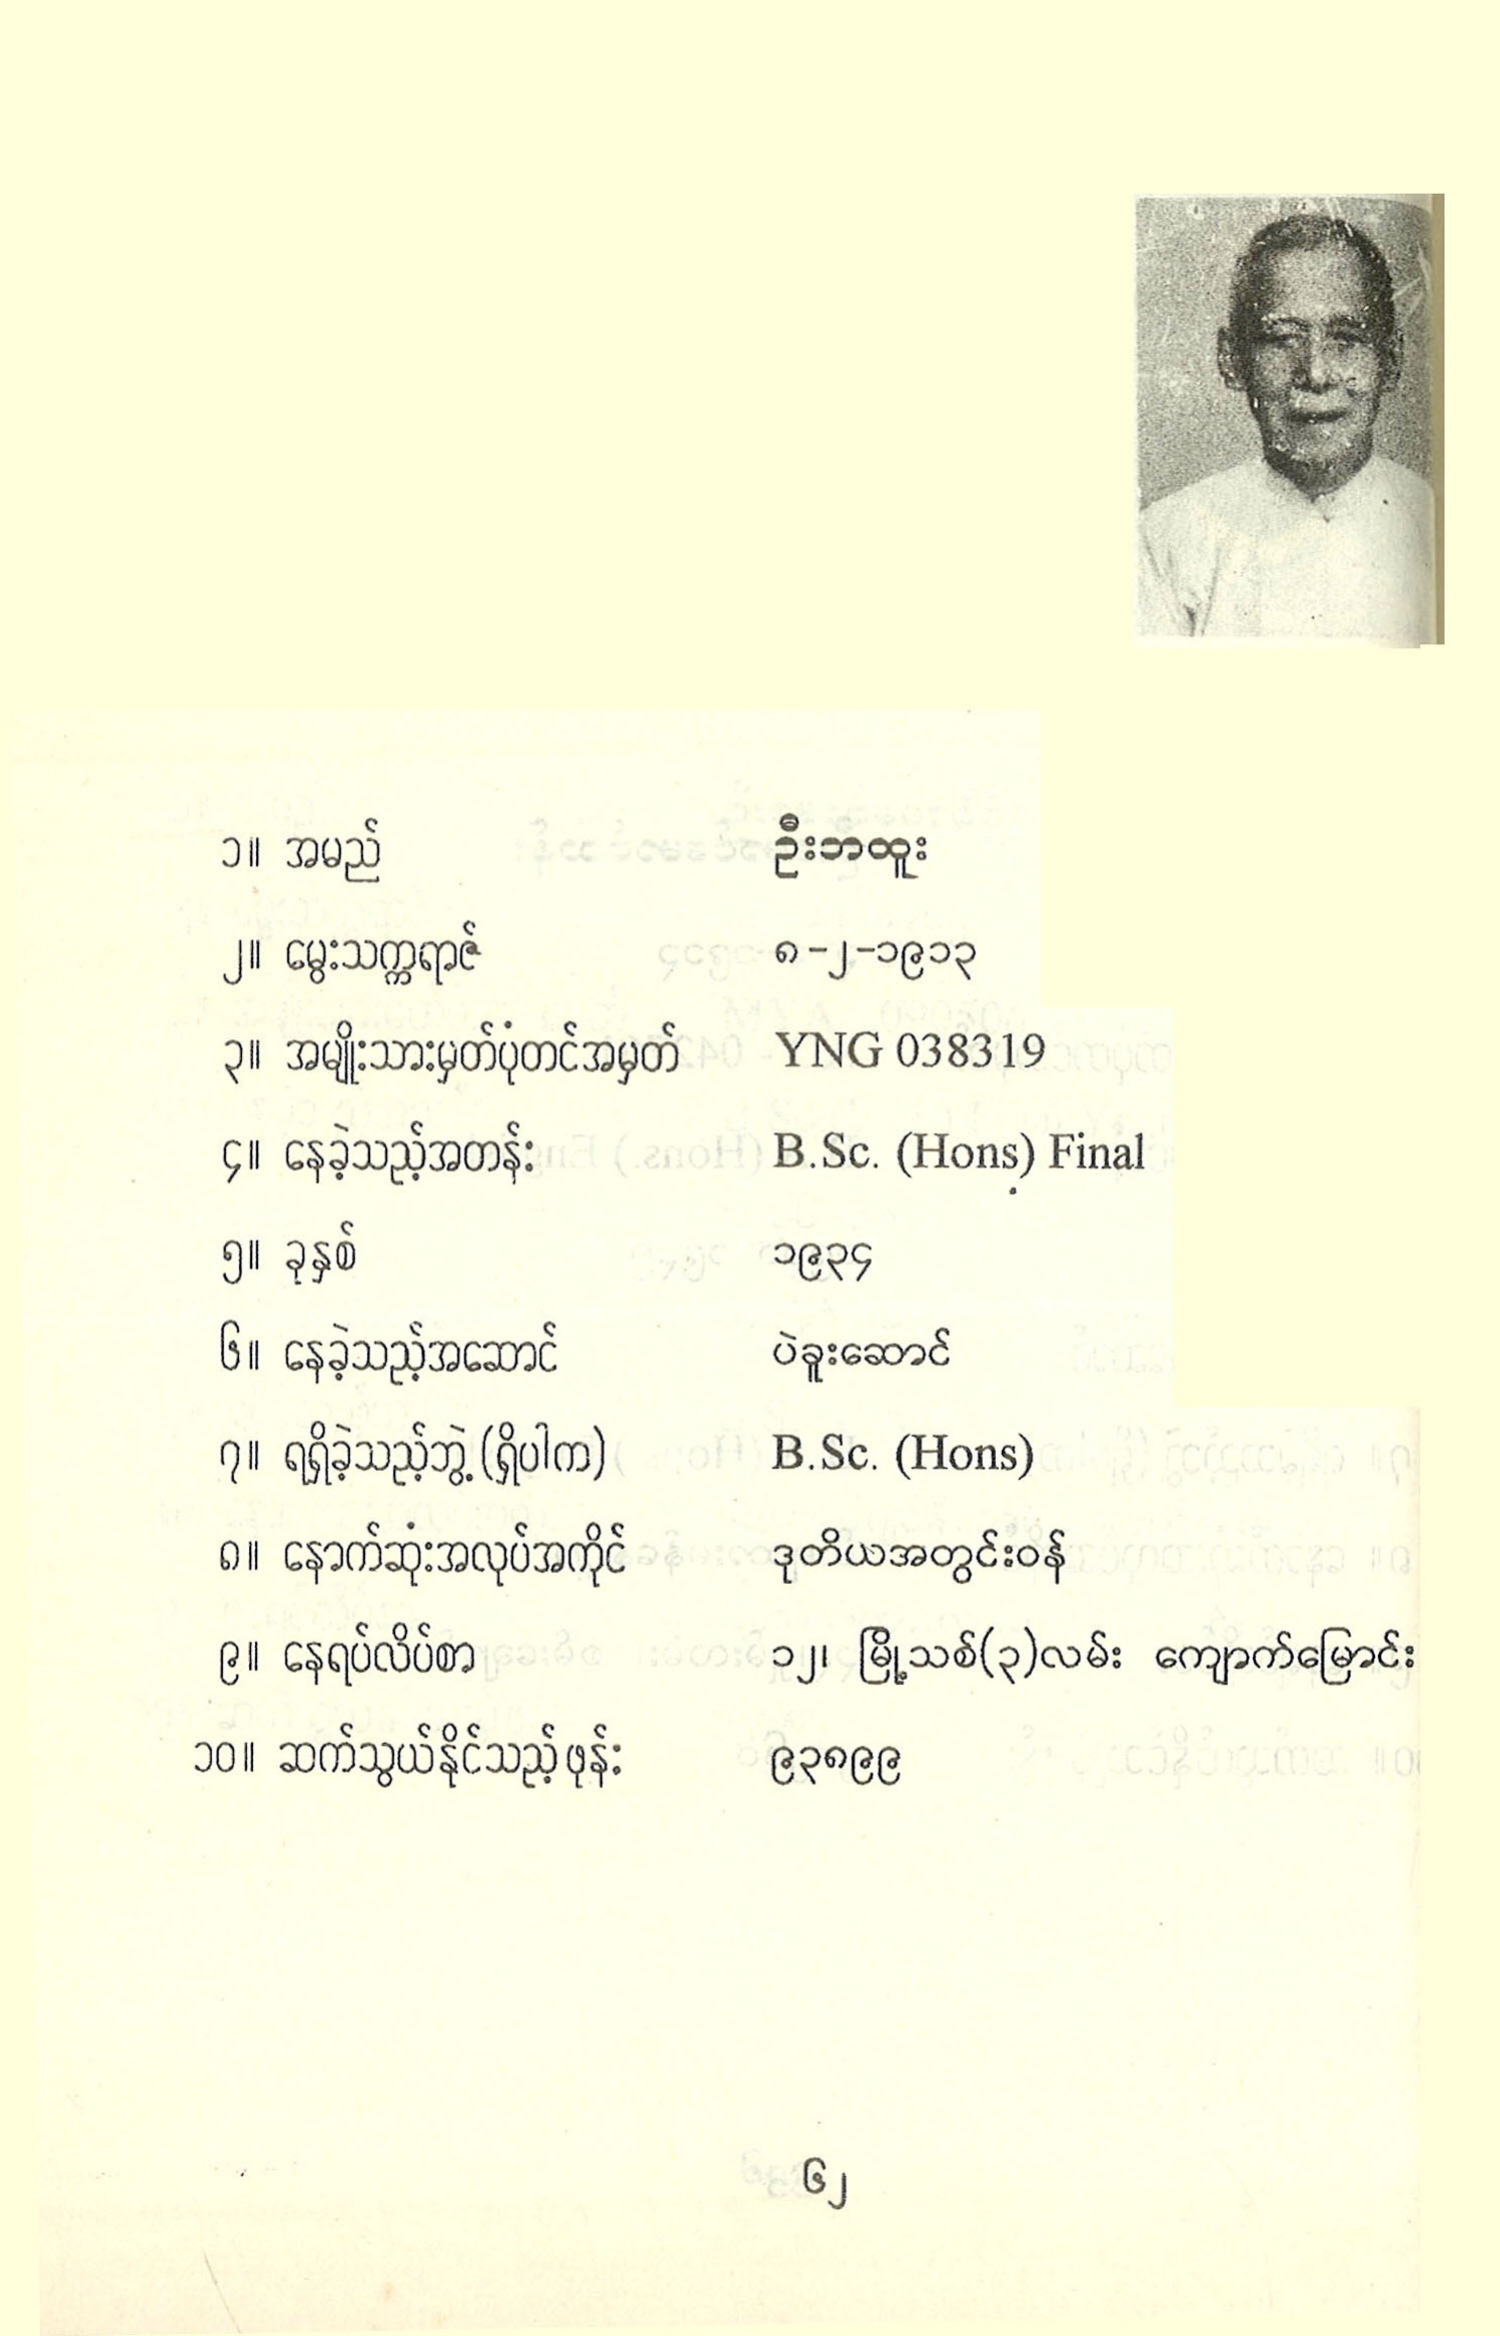 ၁။ အမည် ဦးဘထူး
၂။ မွေးသက္ကရာဇ် ၈-၂-၁၉၁၃
၃။ အမျိုးသားမှတ်ပုံတင်အမှတ် YNG 038319
၄။ နေခဲ့သည့်အတန်း B.Sc. (Hons) Final
၅။ ခုနှစ် ၁၉၃၄
၆။ နေခဲ့သည့်အဆောင် ပဲခူးဆောင်
၇။ ရရှိခဲ့သည့်ဘွဲ့ (ရှိပါက) B.Sc. (Hons)
၈။ နောက်ဆုံးအလုပ်အကိုင် ဒုတိယအတွင်းဝန်
၉။ နေရပ်လိပ်စာ ၁၂၊ မြို့သစ်(၃)လမ်း ကျောက်မြောင်း
၁၀။ ဆက်သွယ်နိုင်သည့်ဖုန်း ၉၃၈၉၉
၆၂